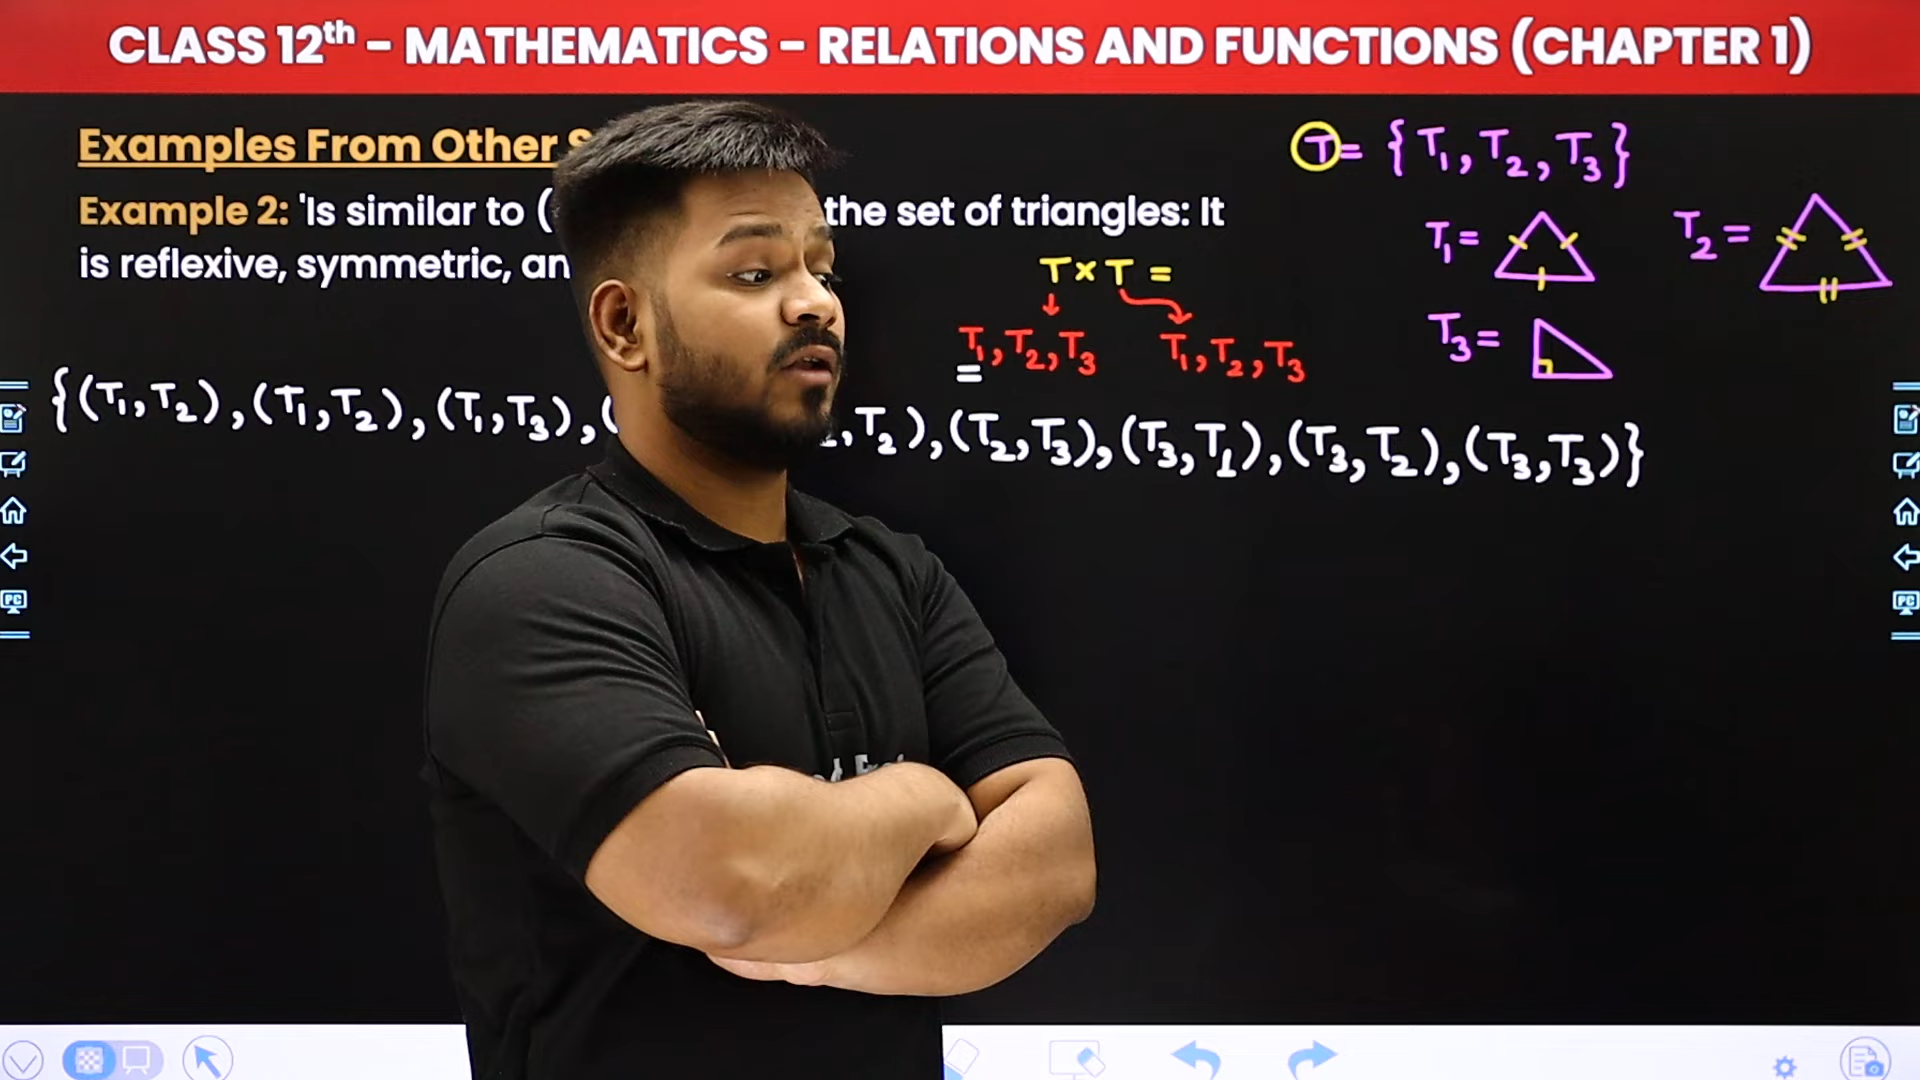 CLASS 12th - MATHEMATICS - RELATIONS AND FUNCTIONS (CHAPTER 1)
Examples From Other S
Example 2: 'Is similar to ( the set of triangles: It
is reflexive, symmetric, an
T = {T₁, T₂, T₃}
T₁ =
T₂ =
T × T =
T₃ =
T₁, T₂, T₃ T₁, T₂, T₃
=
{(T₁, T₂), (T₁, T₂), (T₁, T₃), ( , T₂), (T₂, T₃), (T₃, T₁), (T₃, T₂), (T₃, T₃)}
PC
PC